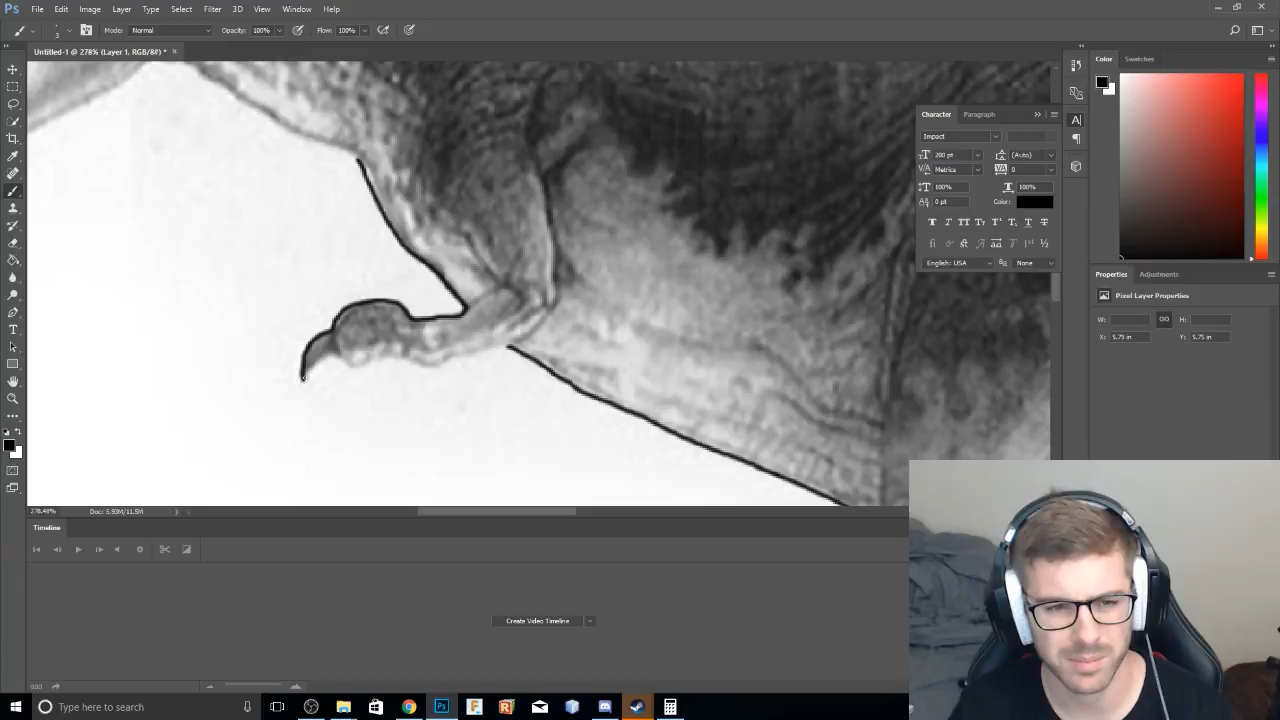 Ps File Edit Image Layer Type Select Filter 3D View Window Help
3 Mode: Normal Opacity: 100% Flow: 100%
Untitled-1 @ 278% (Layer 1, RGB/8#) *
Color Swatches
Character Paragraph
Impact
200 pt (Auto)
Metrics 0
100% 100%
0 pt Color:
English: USA None
Properties Adjustments
Pixel Layer Properties
W: H:
X: 5.79 in Y: 5.75 in
278.48% Doc: 5.93M/11.5M
Timeline
Create Video Timeline
Type here to search